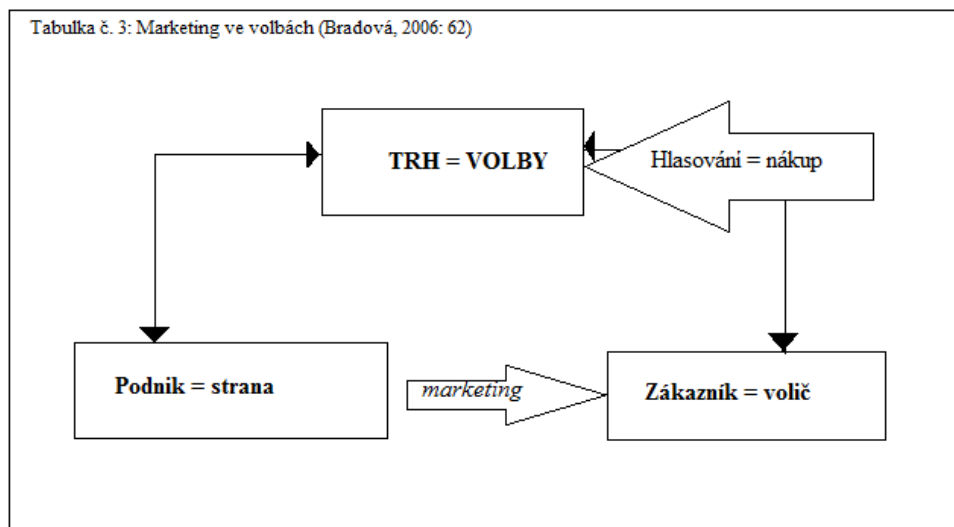 Tabulka č. 3: Marketing ve volbách (Bradová, 2006: 62)
TRH = VOLBY
Hlasování = nákup
Podnik = strana
marketing
Zákazník = volič